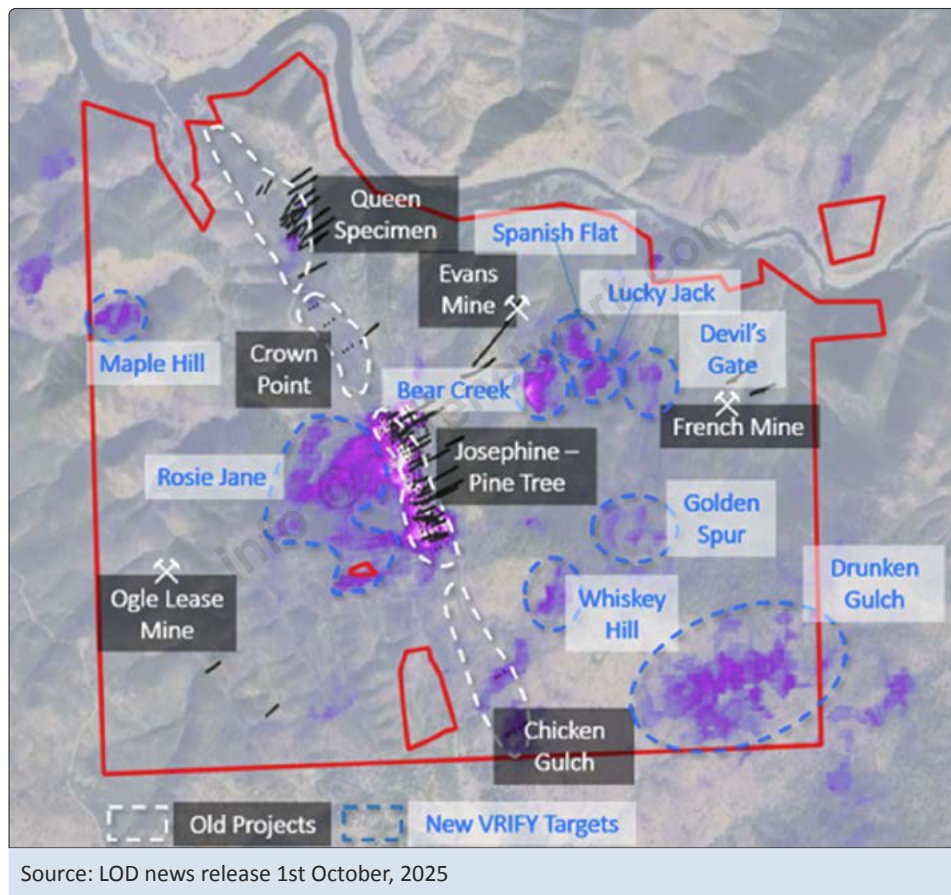 Queen
Specimen
Spanish Flat
Evans
Mine
Lucky Jack
Devil's
Gate
Maple Hill
Crown
Point
Bear Creek
French Mine
Josephine –
Pine Tree
Rosie Jane
Golden
Spur
Drunken
Gulch
Ogle Lease
Mine
Whiskey
Hill
Chicken
Gulch
Old Projects
New VRIFY Targets
Source: LOD news release 1st October, 2025